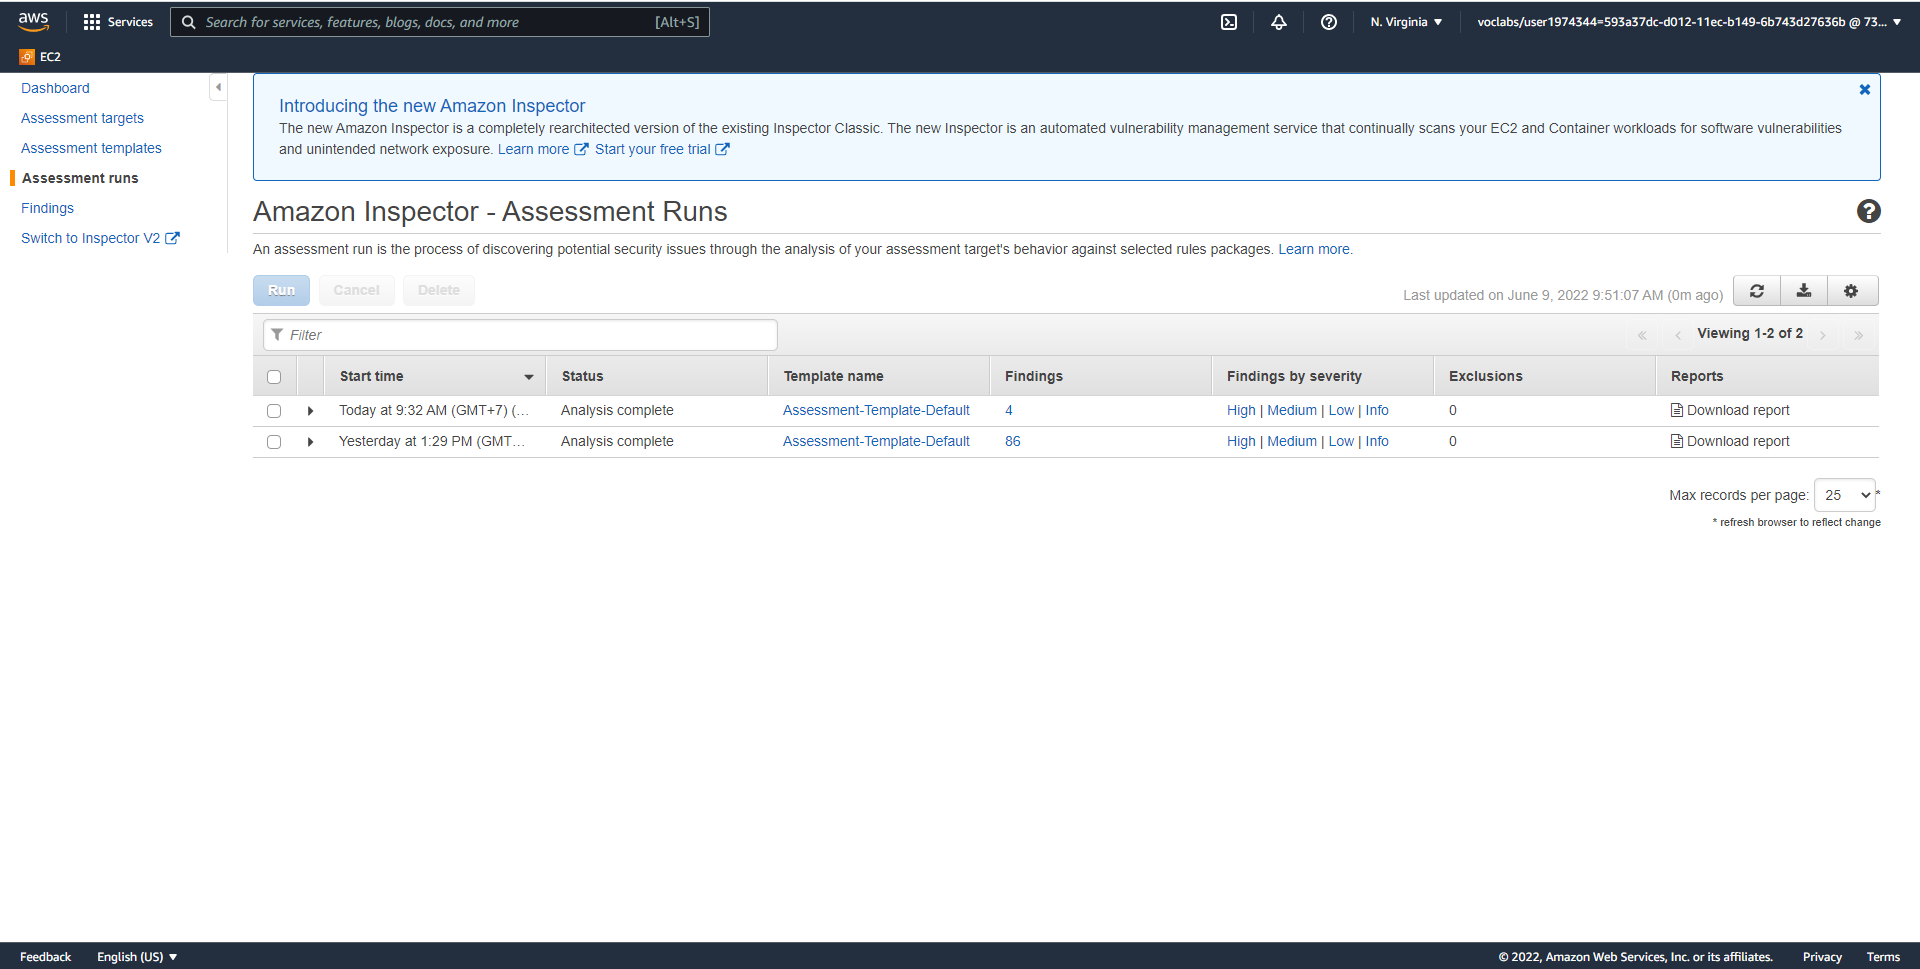 aws Services Search for services, features, blogs, docs, and more [Alt+S] N. Virginia voclabs/user1974344=593a37dc-d012-11ec-b149-6b743d27636b @ 73...
EC2
Dashboard
Assessment targets
Assessment templates
Assessment runs
Findings
Switch to Inspector V2
Introducing the new Amazon Inspector
The new Amazon Inspector is a completely rearchitected version of the existing Inspector Classic. The new Inspector is an automated vulnerability management service that continually scans your EC2 and Container workloads for software vulnerabilities
and unintended network exposure. Learn more Start your free trial
Amazon Inspector - Assessment Runs
An assessment run is the process of discovering potential security issues through the analysis of your assessment target's behavior against selected rules packages. Learn more.
Run Cancel Delete Last updated on June 9, 2022 9:51:07 AM (0m ago)
Filter « ‹ Viewing 1-2 of 2 › »
Start time Status Template name Findings Findings by severity Exclusions Reports
Today at 9:32 AM (GMT+7) (... Analysis complete Assessment-Template-Default 4 High | Medium | Low | Info 0 Download report
Yesterday at 1:29 PM (GMT... Analysis complete Assessment-Template-Default 86 High | Medium | Low | Info 0 Download report
Max records per page: 25 *
* refresh browser to reflect change
Feedback English (US) © 2022, Amazon Web Services, Inc. or its affiliates. Privacy Terms